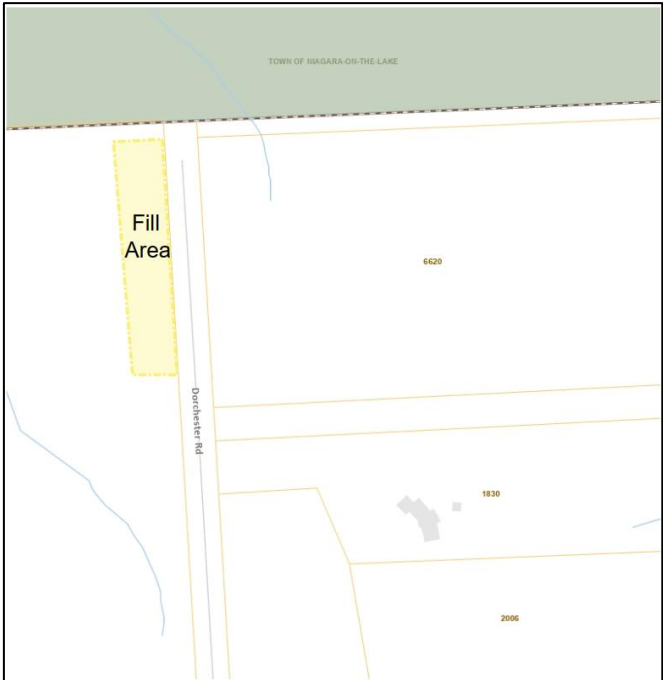 TOWN OF NIAGARA-ON-THE-LAKE
Fill
Area
6620
Dorchester Rd
1830
2006